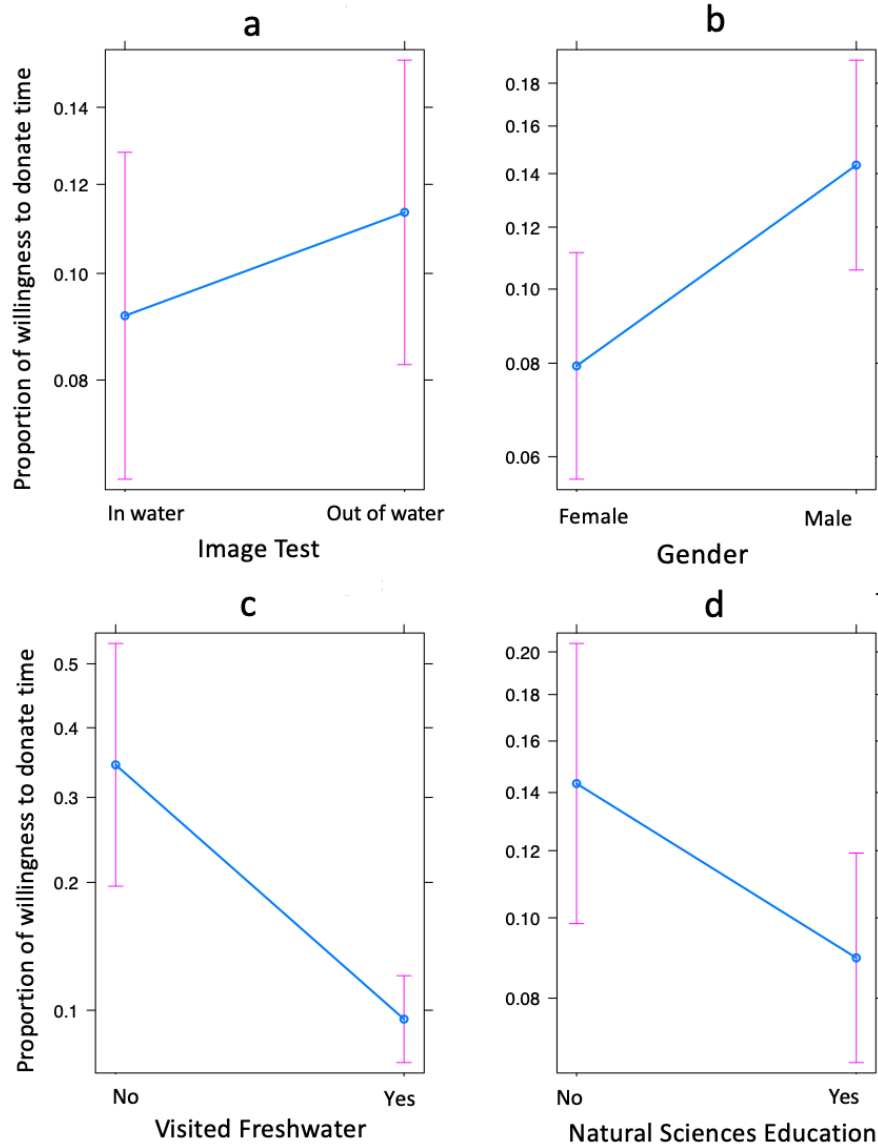 a
b
Proportion of willingness to donate time
0.14
0.12
0.10
0.08
In water
Out of water
Image Test
0.18
0.16
0.14
0.12
0.10
0.08
0.06
Female
Male
Gender
c
d
Proportion of willingness to donate time
0.5
0.4
0.3
0.2
0.1
No
Yes
Visited Freshwater
0.20
0.18
0.16
0.14
0.12
0.10
0.08
No
Yes
Natural Sciences Education